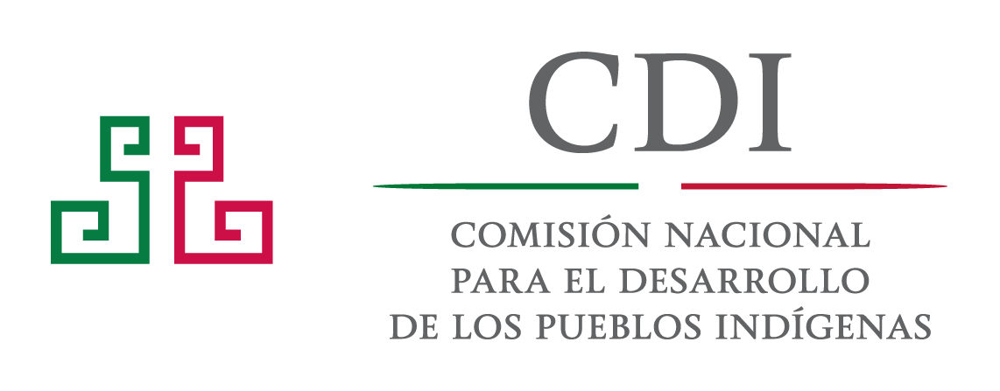 CDI
COMISIÓN NACIONAL
PARA EL DESARROLLO
DE LOS PUEBLOS INDÍGENAS